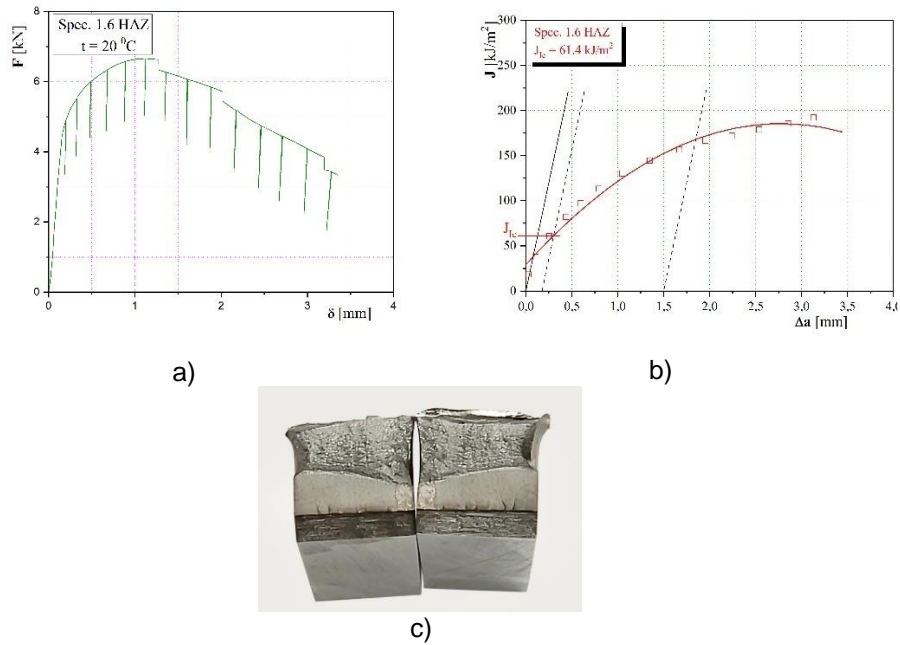 Spec. 1.6 HAZ
t = 20 ⁰C
F [kN]
8
6
4
2
0
0 1 2 3 4
δ [mm]
a)
Spec. 1.6 HAZ
J_Ic = 61.4 kJ/m²
J [kJ/m²]
300
250
200
150
100
J_Ic
50
0
0,0 0,5 1,0 1,5 2,0 2,5 3,0 3,5 4,0
Δa [mm]
b)
c)